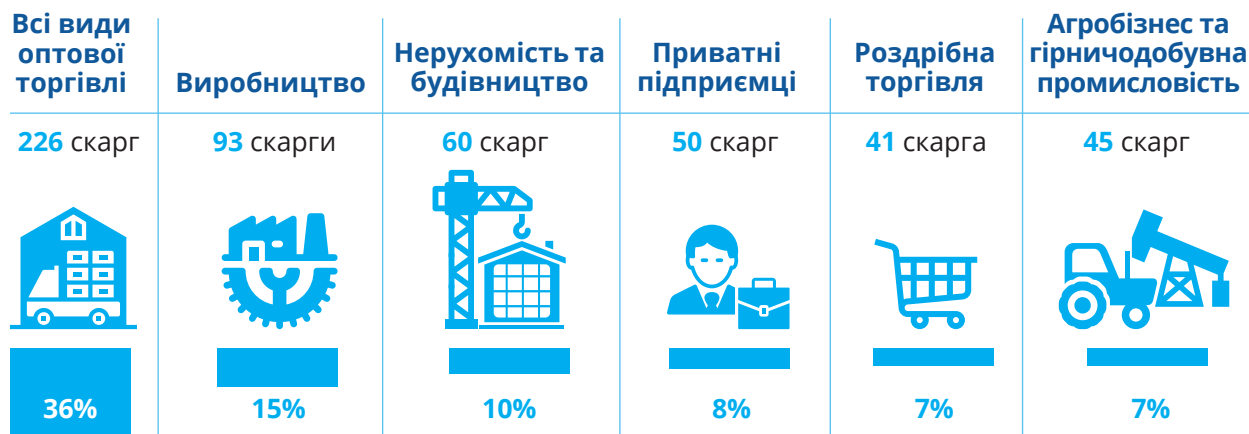 Всі види
оптової
торгівлі
Виробництво
Нерухомість та
будівництво
Приватні
підприємці
Роздрібна
торгівля
Агробізнес та
гірничодобувна
промисловість
226 скарг
93 скарги
60 скарг
50 скарг
41 скарга
45 скарг
36%
15%
10%
8%
7%
7%